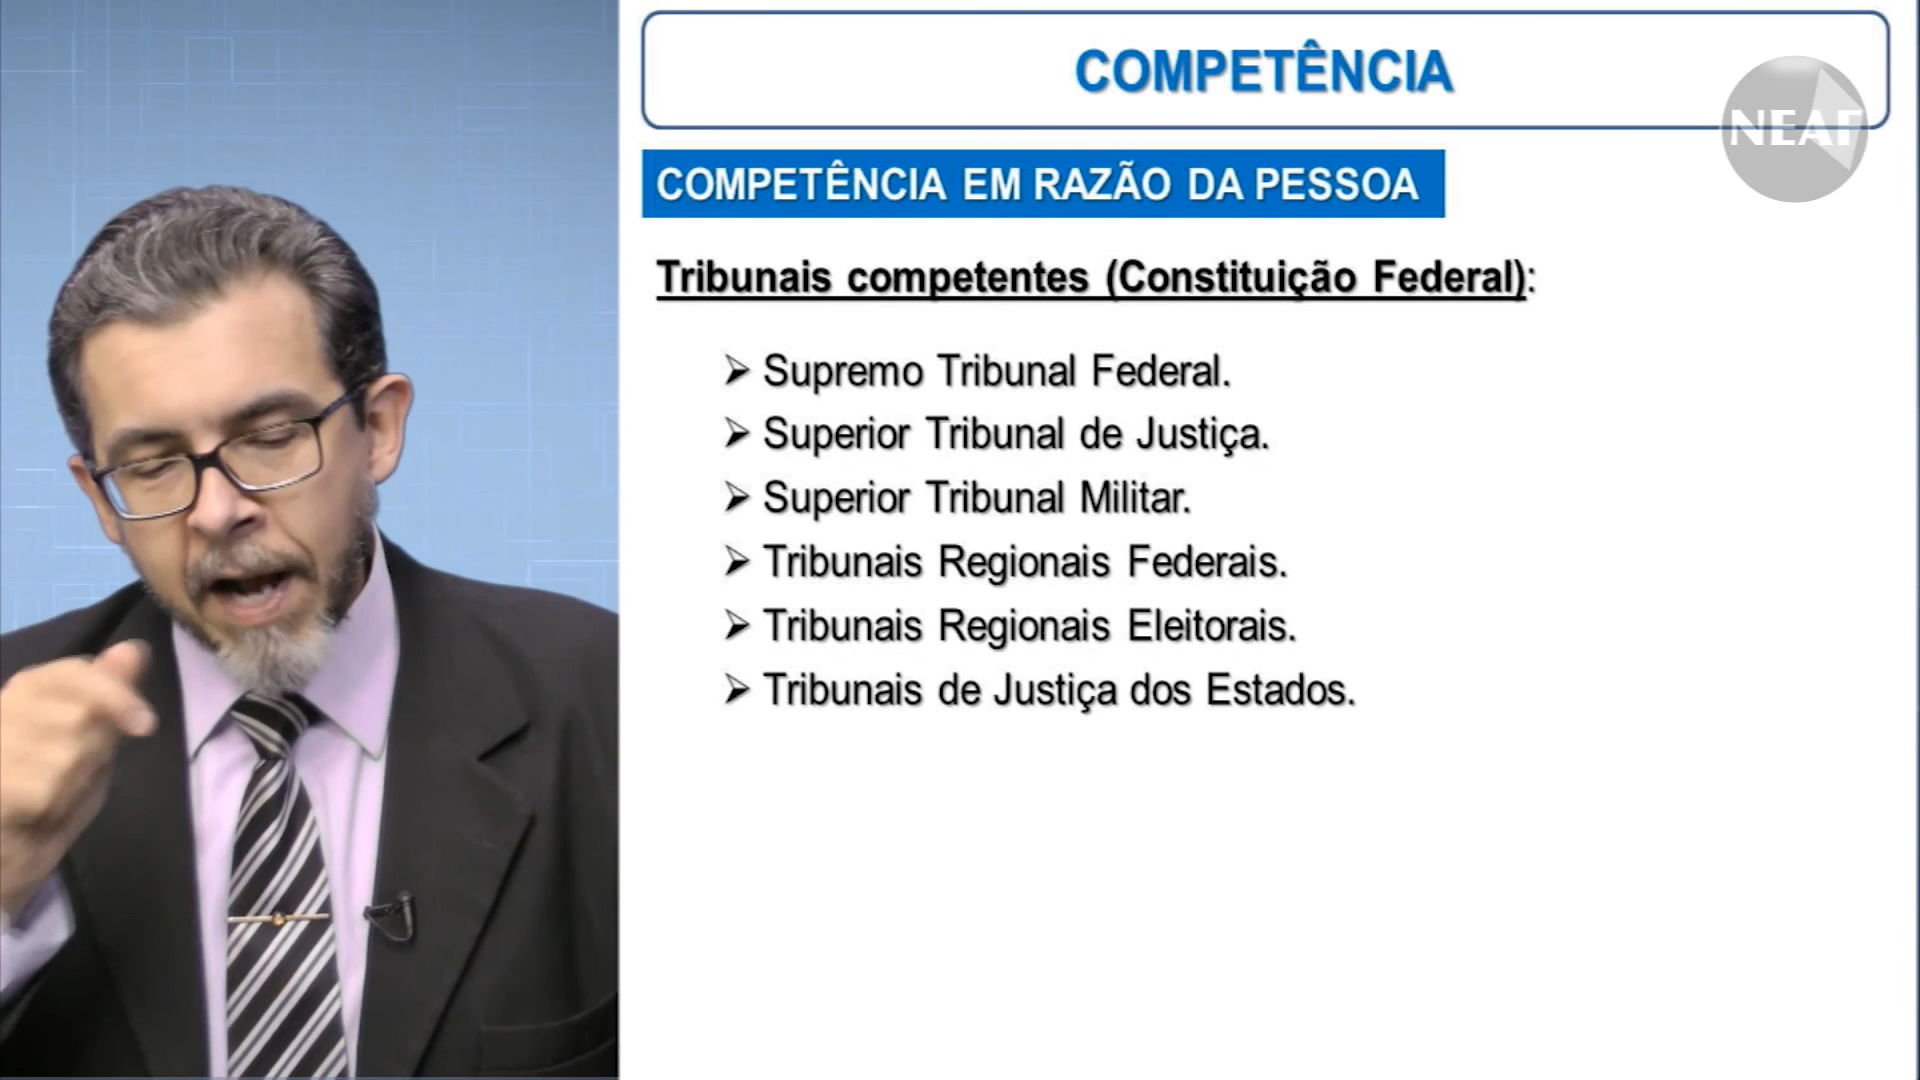 COMPETÊNCIA
NEAF
COMPETÊNCIA EM RAZÃO DA PESSOA
Tribunais competentes (Constituição Federal):
➢ Supremo Tribunal Federal.
➢ Superior Tribunal de Justiça.
➢ Superior Tribunal Militar.
➢ Tribunais Regionais Federais.
➢ Tribunais Regionais Eleitorais.
➢ Tribunais de Justiça dos Estados.